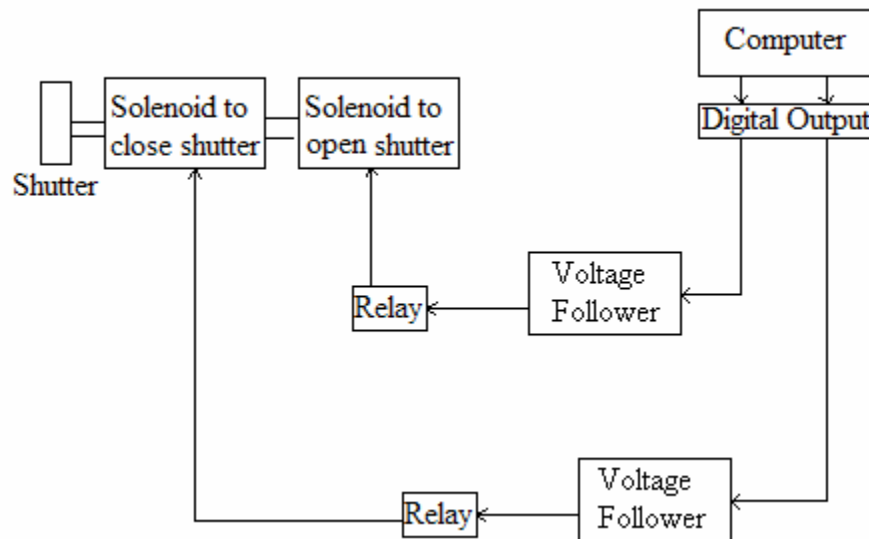 Computer
Solenoid to
close shutter
Solenoid to
open shutter
Digital Output
Shutter
Voltage
Follower
Relay
Voltage
Follower
Relay